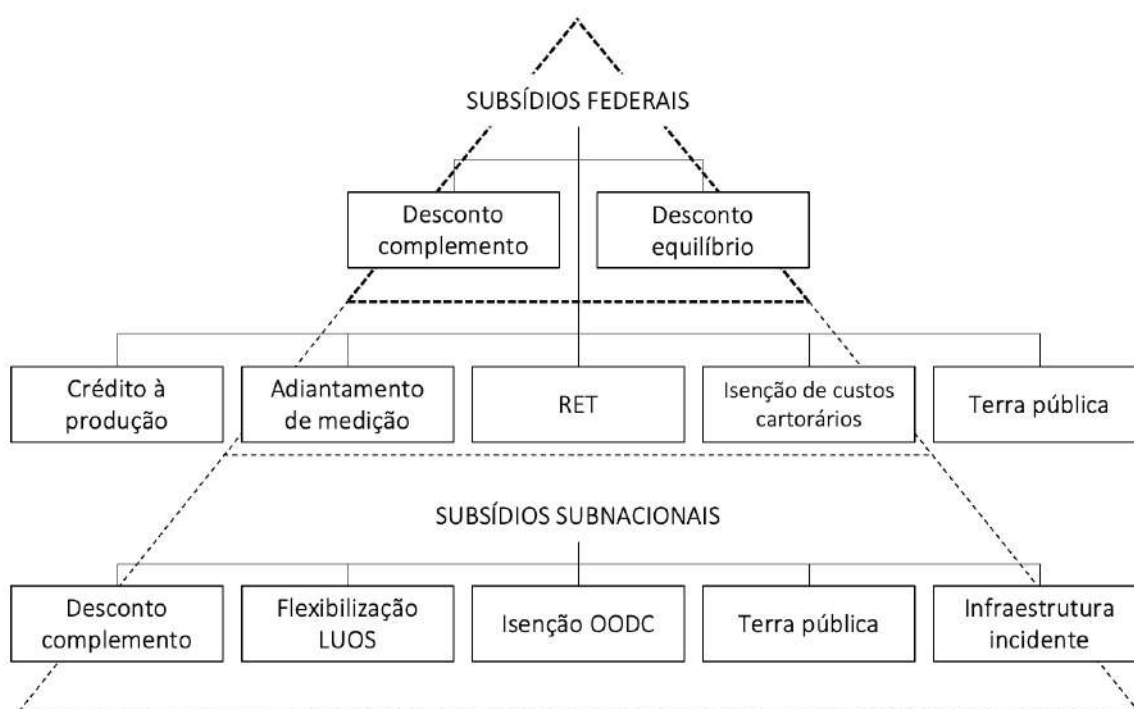 SUBSÍDIOS FEDERAIS
Desconto
complemento
Desconto
equilíbrio
Crédito à
produção
Adiantamento
de medição
RET
Isenção de custos
cartorários
Terra pública
SUBSÍDIOS SUBNACIONAIS
Desconto
complemento
Flexibilização
LUOS
Isenção OODC
Terra pública
Infraestrutura
incidente